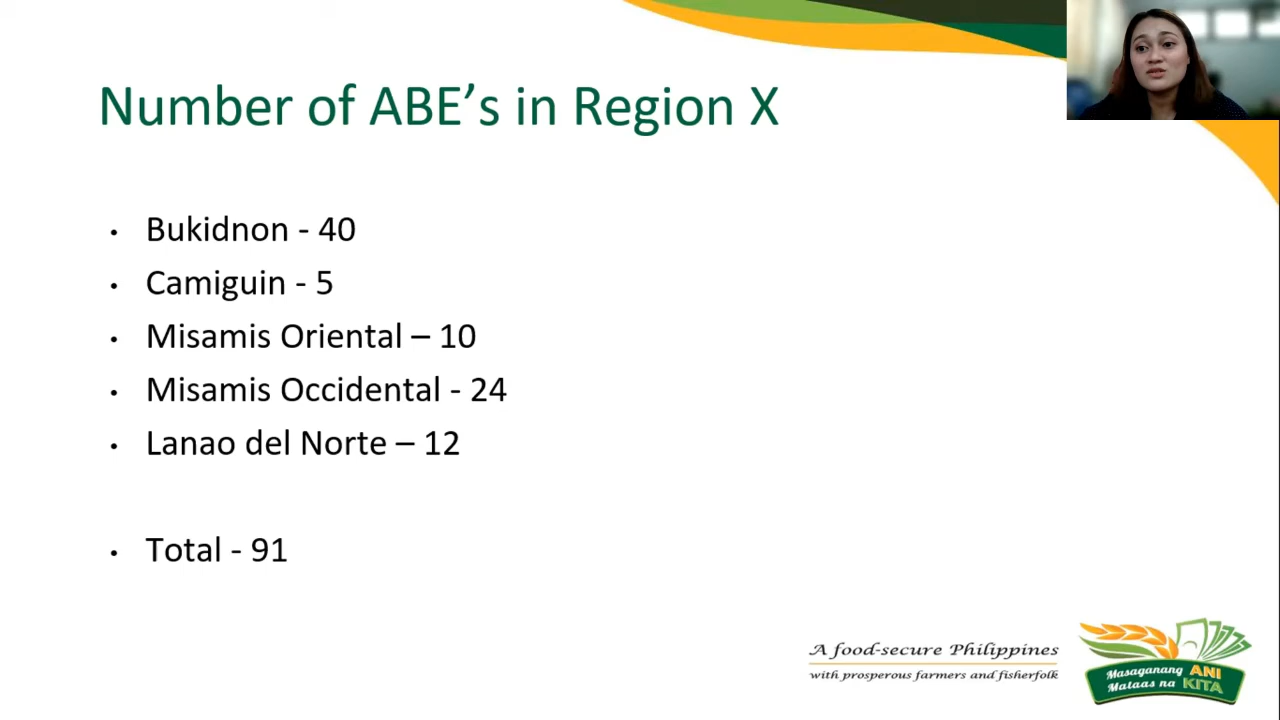 Number of ABE’s in Region X
• Bukidnon - 40
• Camiguin - 5
• Misamis Oriental – 10
• Misamis Occidental - 24
• Lanao del Norte – 12
• Total - 91
A food-secure Philippines
with prosperous farmers and fisherfolk
Masaganang ANI
Mataas na KITA